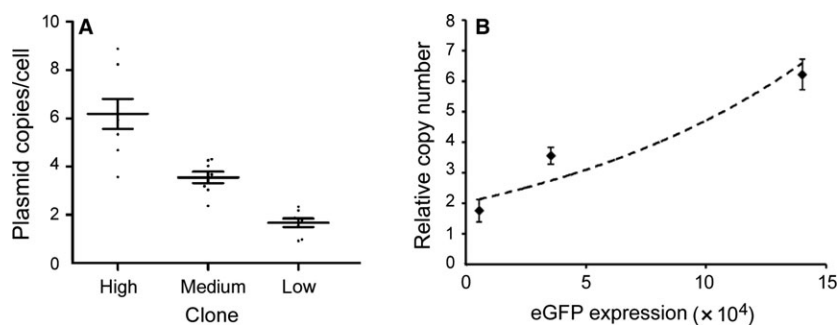 A
Plasmid copies/cell
10
8
6
4
2
0
High Medium Low
Clone
B
Relative copy number
8
7
6
5
4
3
2
1
0
0 5 10 15
eGFP expression (× 10⁴)